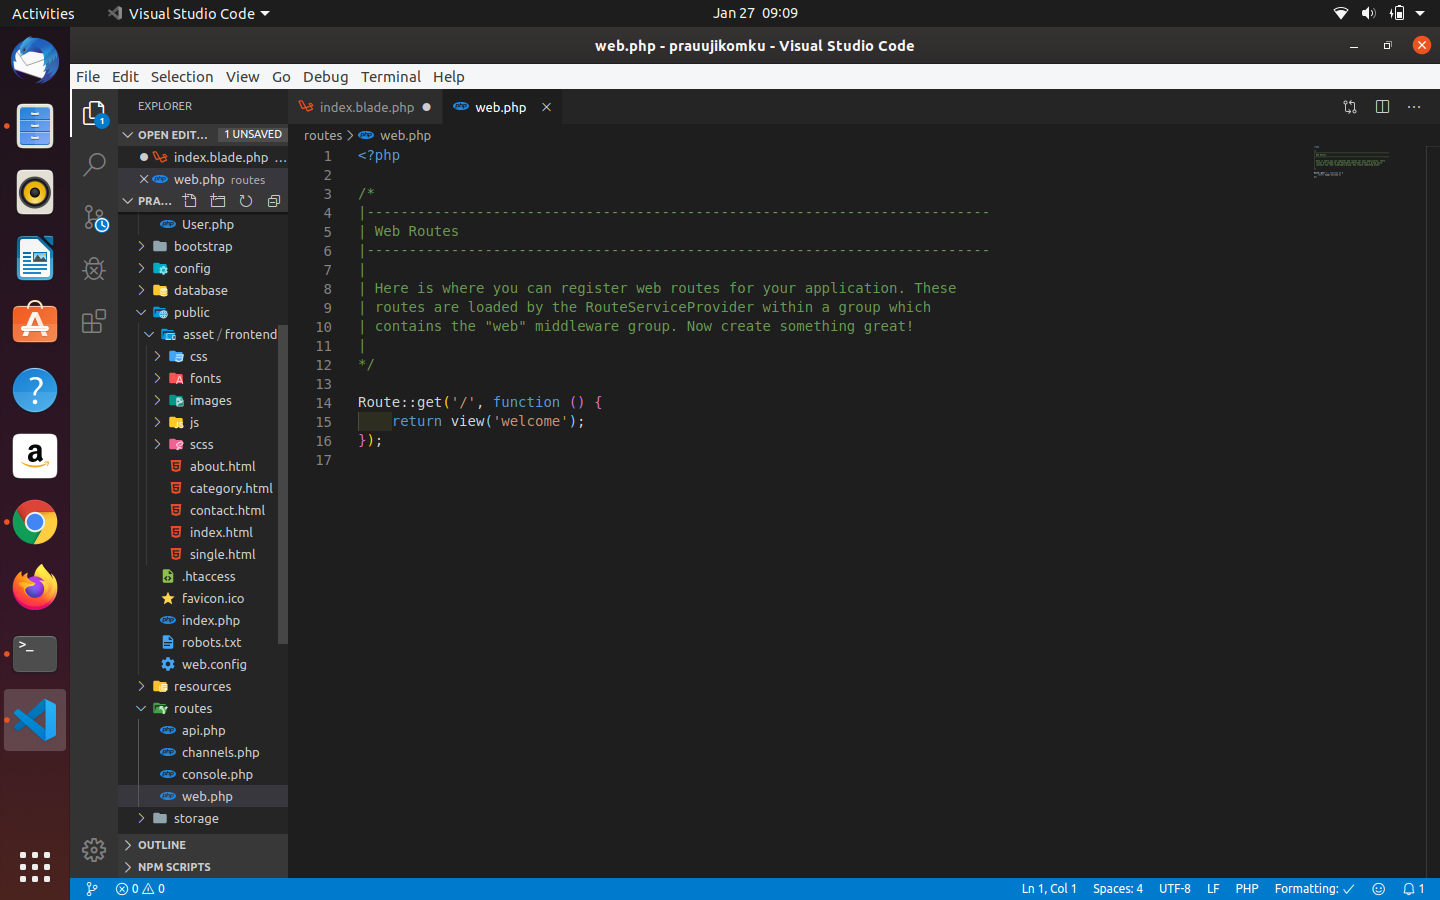 Activities
Visual Studio Code
Jan 27 09:09
web.php - prauujikomku - Visual Studio Code
File Edit Selection View Go Debug Terminal Help
EXPLORER
index.blade.php
web.php
OPEN EDIT... 1 UNSAVED
index.blade.php ...
web.php routes
PRA...
User.php
bootstrap
config
database
public
asset / frontend
css
fonts
images
js
scss
about.html
category.html
contact.html
index.html
single.html
.htaccess
favicon.ico
index.php
robots.txt
web.config
resources
routes
api.php
channels.php
console.php
web.php
storage
OUTLINE
NPM SCRIPTS
routes > web.php
1 <?php
2
3 /*
4 |--------------------------------------------------------------------------
5 | Web Routes
6 |--------------------------------------------------------------------------
7 |
8 | Here is where you can register web routes for your application. These
9 | routes are loaded by the RouteServiceProvider within a group which
10 | contains the "web" middleware group. Now create something great!
11 |
12 */
13
14 Route::get('/', function () {
15     return view('welcome');
16 });
17
0 0
Ln 1, Col 1 Spaces: 4 UTF-8 LF PHP Formatting: ✓ 1